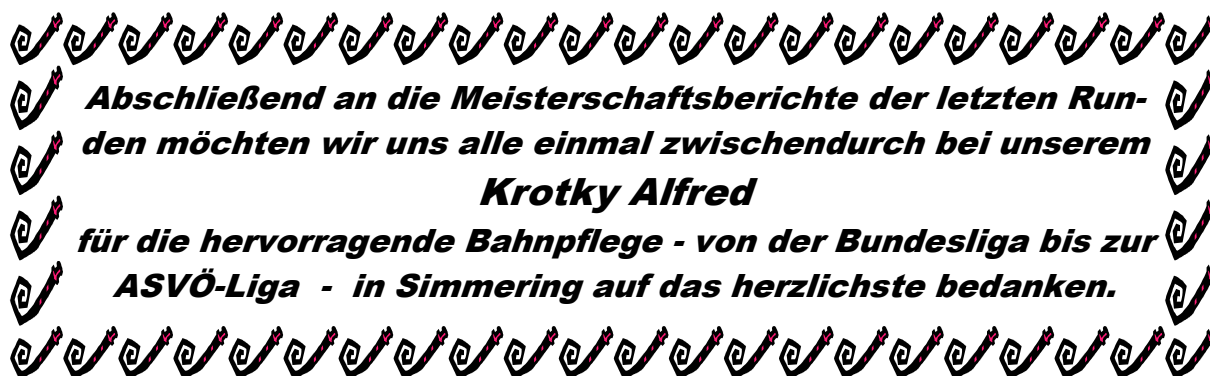 Abschließend an die Meisterschaftsberichte der letzten Run-
den möchten wir uns alle einmal zwischendurch bei unserem
Krotky Alfred
für die hervorragende Bahnpflege - von der Bundesliga bis zur
ASVÖ-Liga - in Simmering auf das herzlichste bedanken.